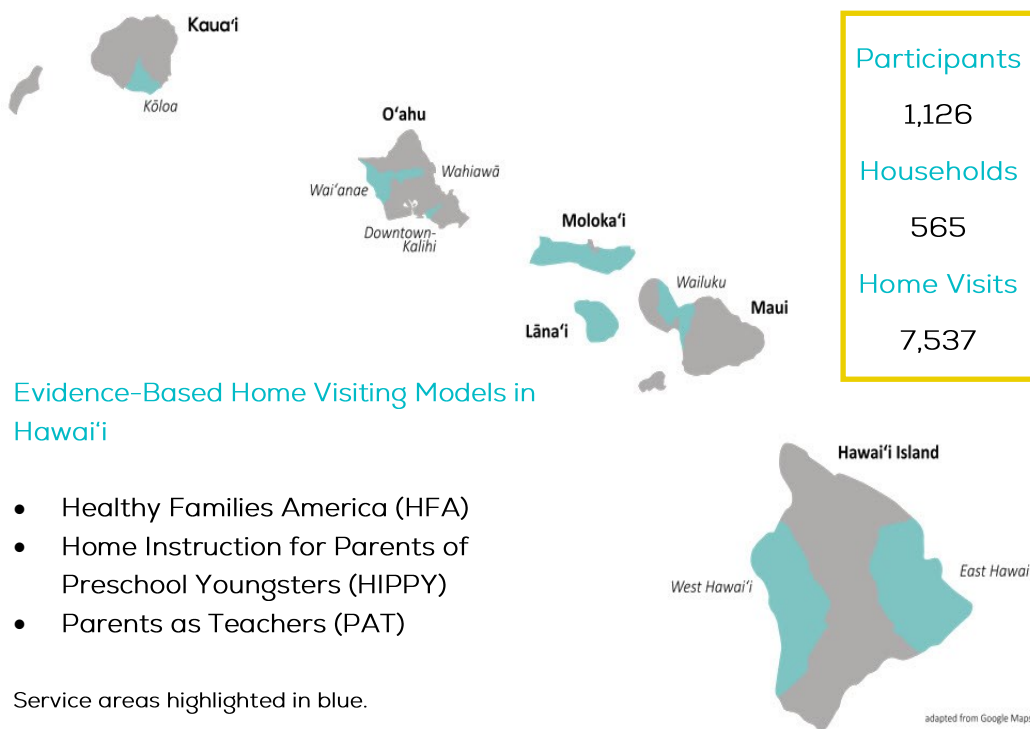 Kaua‘i
Kōloa
O‘ahu
Wahiawā
Wai‘anae
Downtown-
Kalihi
Moloka‘i
Wailuku
Maui
Lāna‘i
Participants
1,126
Households
565
Home Visits
7,537
Evidence-Based Home Visiting Models in
Hawai‘i
• Healthy Families America (HFA)
• Home Instruction for Parents of
Preschool Youngsters (HIPPY)
• Parents as Teachers (PAT)
Service areas highlighted in blue.
Hawai‘i Island
West Hawai‘i
East Hawai‘i
adapted from Google Maps